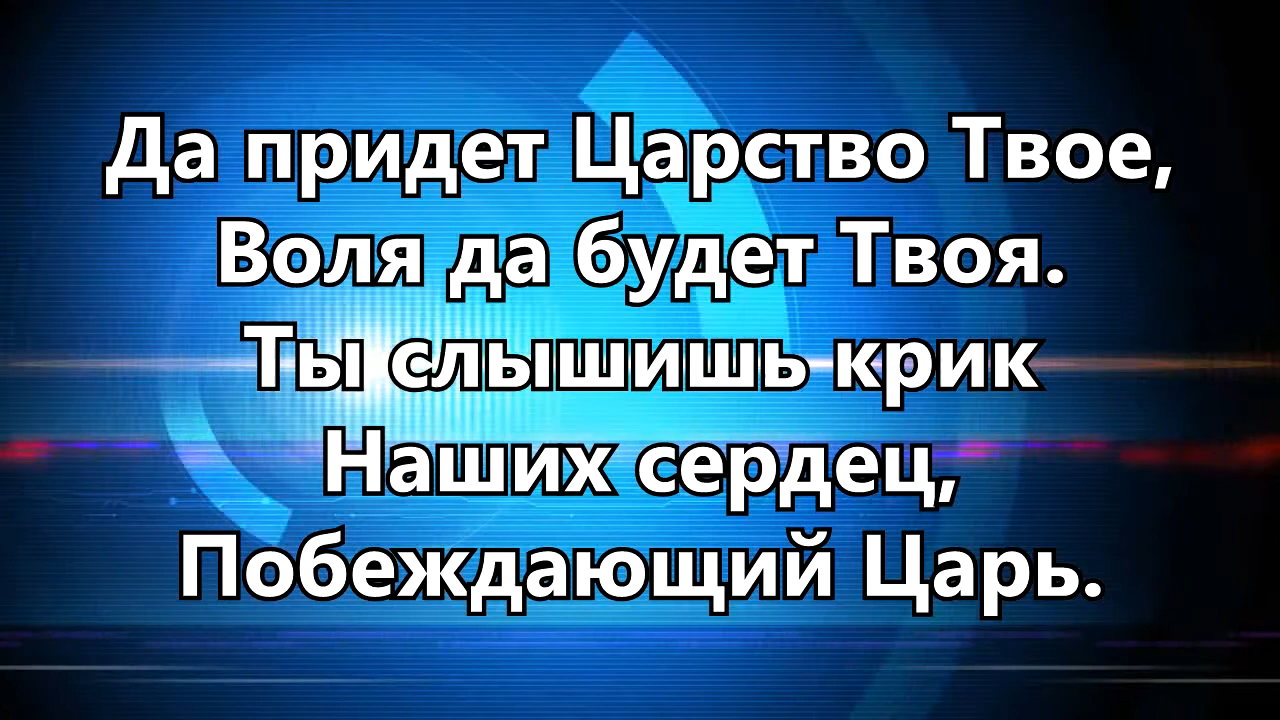 Да придет Царство Твое,
Воля да будет Твоя.
Ты слышишь крик
Наших сердец,
Побеждающий Царь.